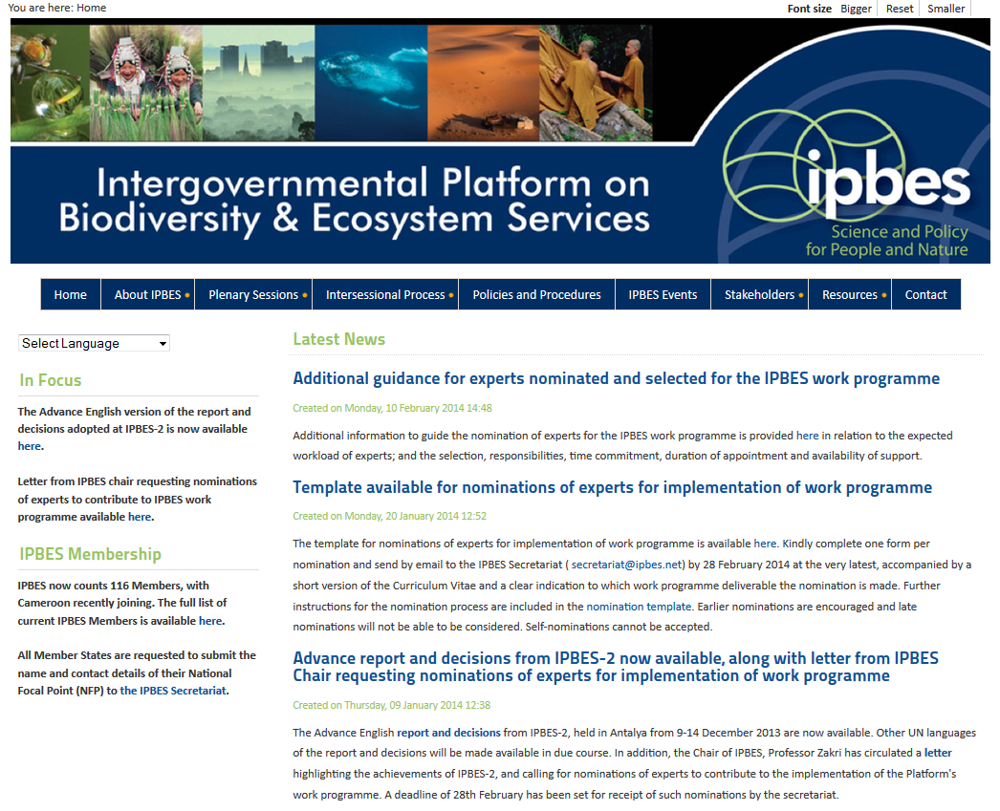 You are here: Home
Font size Bigger Reset Smaller
Intergovernmental Platform on
Biodiversity & Ecosystem Services
ipbes
Science and Policy
for People and Nature
Home About IPBES Plenary Sessions Intersessional Process Policies and Procedures IPBES Events Stakeholders Resources Contact
Select Language
In Focus
The Advance English version of the report and
decisions adopted at IPBES-2 is now available
here.
Letter from IPBES chair requesting nominations
of experts to contribute to IPBES work
programme available here.
IPBES Membership
IPBES now counts 116 Members, with
Cameroon recently joining. The full list of
current IPBES Members is available here.
All Member States are requested to submit the
name and contact details of their National
Focal Point (NFP) to the IPBES Secretariat.
Latest News
Additional guidance for experts nominated and selected for the IPBES work programme
Created on Monday, 10 February 2014 14:48
Additional information to guide the nomination of experts for the IPBES work programme is provided here in relation to the expected
workload of experts; and the selection, responsibilities, time commitment, duration of appointment and availability of support.
Template available for nominations of experts for implementation of work programme
Created on Monday, 20 January 2014 12:52
The template for nominations of experts for implementation of work programme is available here. Kindly complete one form per
nomination and send by email to the IPBES Secretariat ( secretariat@ipbes.net) by 28 February 2014 at the very latest, accompanied by a
short version of the Curriculum Vitae and a clear indication to which work programme deliverable the nomination is made. Further
instructions for the nomination process are included in the nomination template. Earlier nominations are encouraged and late
nominations will not be able to be considered. Self-nominations cannot be accepted.
Advance report and decisions from IPBES-2 now available, along with letter from IPBES
Chair requesting nominations of experts for implementation of work programme
Created on Thursday, 09 January 2014 12:38
The Advance English report and decisions from IPBES-2, held in Antalya from 9-14 December 2013 are now available. Other UN languages
of the report and decisions will be made available in due course. In addition, the Chair of IPBES, Professor Zakri has circulated a letter
highlighting the achievements of IPBES-2, and calling for nominations of experts to contribute to the implementation of the Platform's
work programme. A deadline of 28th February has been set for receipt of such nominations by the secretariat.